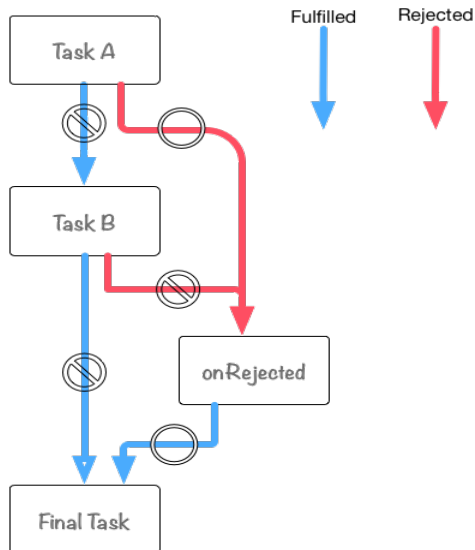 Fulfilled
Rejected
Task A
Task B
onRejected
Final Task